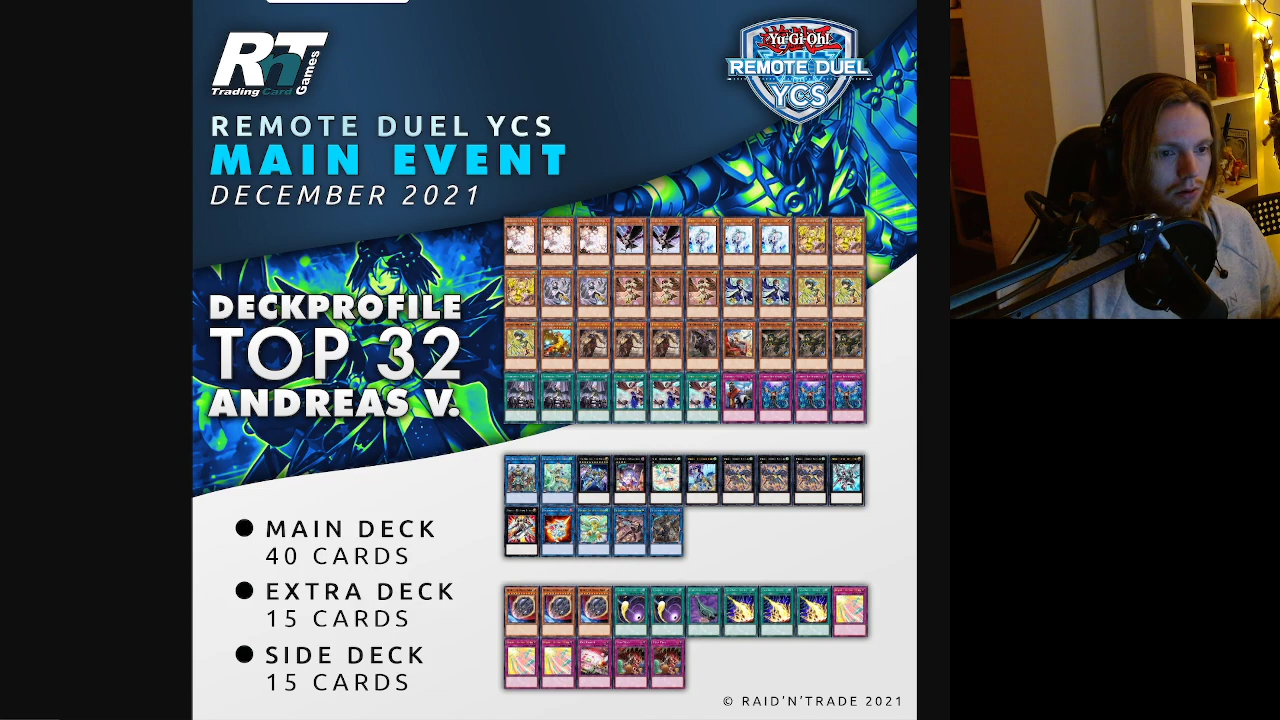 RnT
Trading Card
Games
Yu-Gi-Oh!
REMOTE DUEL
YCS
REMOTE DUEL YCS
MAIN EVENT
DECEMBER 2021
DECKPROFILE
TOP 32
ANDREAS V.
MAIN DECK
40 CARDS
EXTRA DECK
15 CARDS
SIDE DECK
15 CARDS
© RAID'N'TRADE 2021